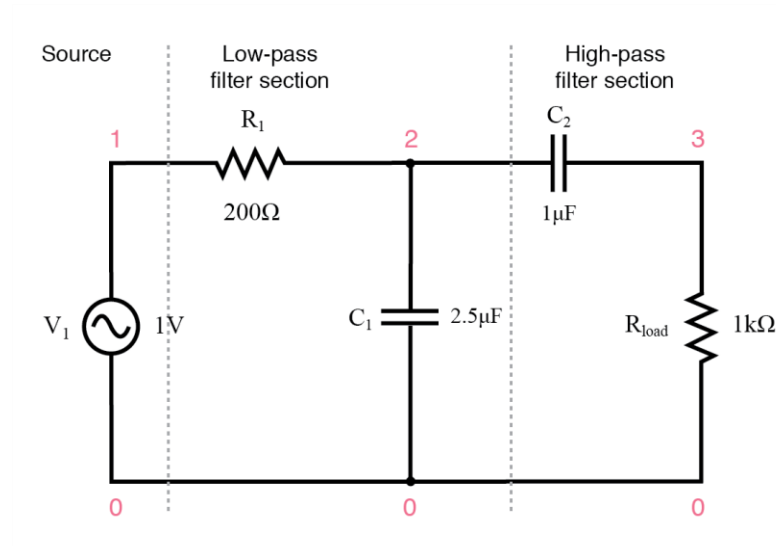 Source
Low-pass
filter section
High-pass
filter section
R₁
C₂
1
2
3
200Ω
1μF
V₁
1V
C₁
2.5μF
Rload
1kΩ
0
0
0